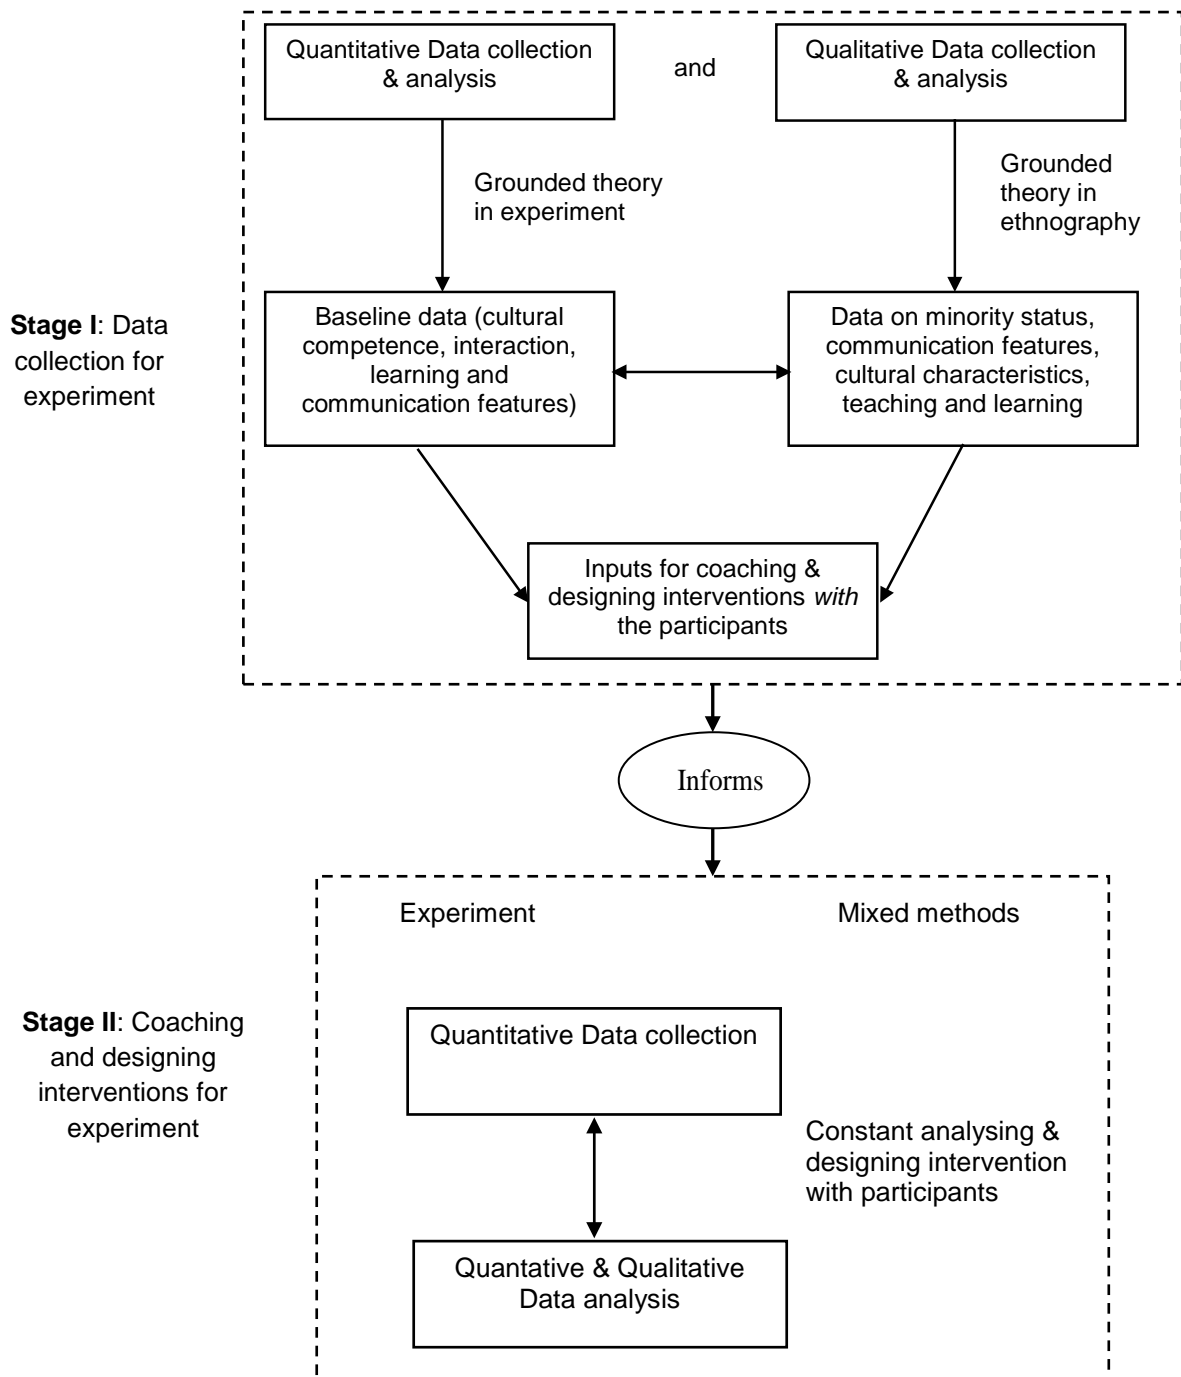 Quantitative Data collection
& analysis
and
Qualitative Data collection
& analysis
Grounded theory
in experiment
Grounded
theory in
ethnography
Stage I: Data
collection for
experiment
Baseline data (cultural
competence, interaction,
learning and
communication features)
Data on minority status,
communication features,
cultural characteristics,
teaching and learning
Inputs for coaching &
designing interventions with
the participants
Informs
Experiment
Mixed methods
Stage II: Coaching
and designing
interventions for
experiment
Quantitative Data collection
Constant analysing &
designing intervention
with participants
Quantative & Qualitative
Data analysis